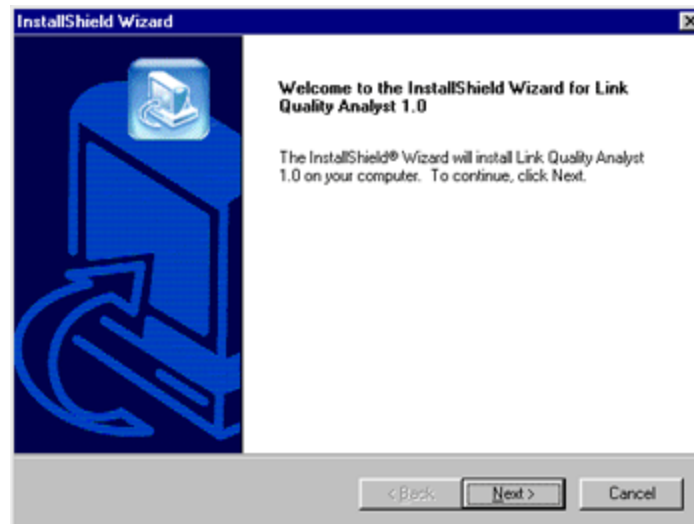 InstallShield Wizard
Welcome to the InstallShield Wizard for Link
Quality Analyst 1.0
The InstallShield® Wizard will install Link Quality Analyst
1.0 on your computer. To continue, click Next.
< Back
Next >
Cancel